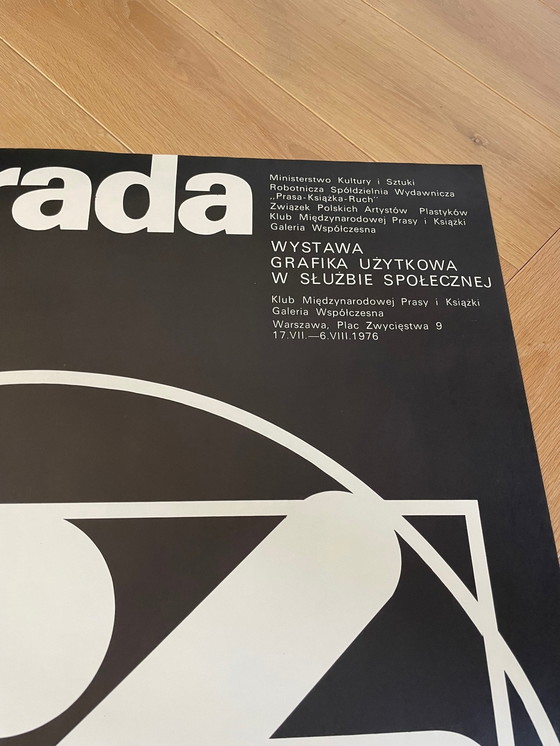 rada
Ministerstwo Kultury i Sztuki
Robotnicza Spółdzielnia Wydawnicza
„Prasa-Książka-Ruch”
Związek Polskich Artystów Plastyków
Klub Międzynarodowej Prasy i Książki
Galeria Współczesna
WYSTAWA
GRAFIKA UŻYTKOWA
W SŁUŻBIE SPOŁECZNEJ
Klub Międzynarodowej Prasy i Książki
Galeria Współczesna
Warszawa, Plac Zwycięstwa 9
17.VII.—6.VIII.1976